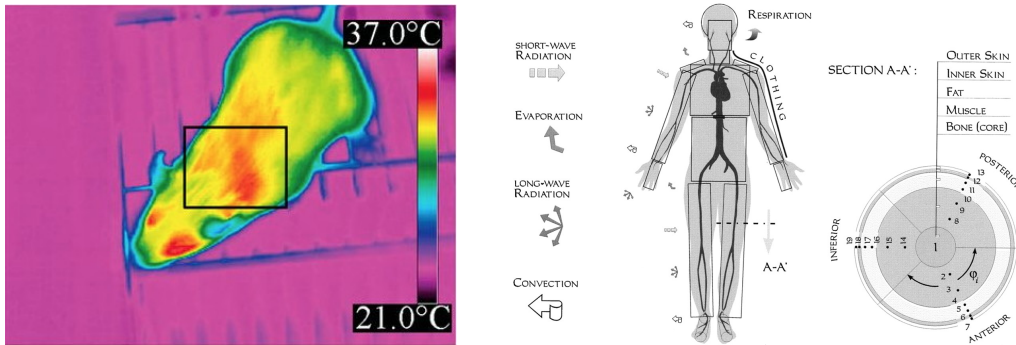 37.0°C
21.0°C
SHORT-WAVE
RADIATION
EVAPORATION
LONG-WAVE
RADIATION
CONVECTION
RESPIRATION
CLOTHING
A-A'
SECTION A-A' :
OUTER SKIN
INNER SKIN
FAT
MUSCLE
BONE (CORE)
POSTERIOR
INFERIOR
ANTERIOR
13
12
11
10
9
8
19 18 17 16 15 14
1
2
3
4
5
6
7
φi